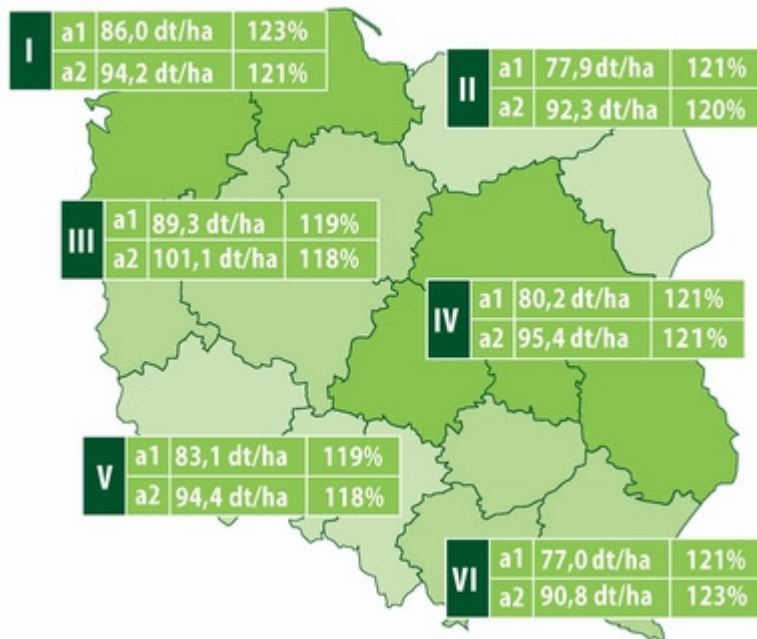 I a1 86,0 dt/ha 123%
a2 94,2 dt/ha 121%
II a1 77,9 dt/ha 121%
a2 92,3 dt/ha 120%
III a1 89,3 dt/ha 119%
a2 101,1 dt/ha 118%
IV a1 80,2 dt/ha 121%
a2 95,4 dt/ha 121%
V a1 83,1 dt/ha 119%
a2 94,4 dt/ha 118%
VI a1 77,0 dt/ha 121%
a2 90,8 dt/ha 123%